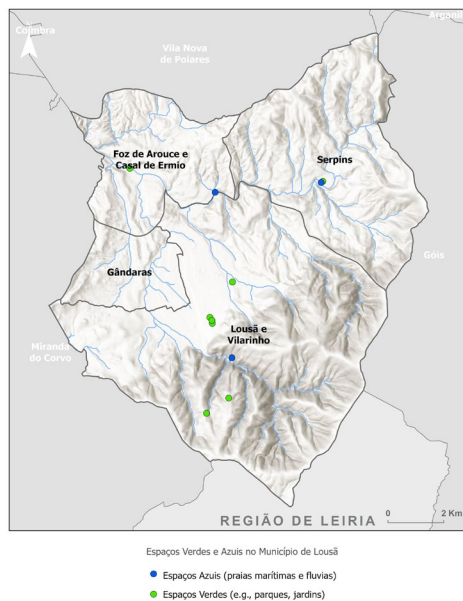 Coimbra
Arganil
Vila Nova
de Poiares
Foz de Arouce e
Casal de Ermio
Serpins
Góis
Gândaras
Lousã e
Vilarinho
Miranda
do Corvo
REGIÃO DE LEIRIA
0 2 Km
Espaços Verdes e Azuis no Município de Lousã
Espaços Azuis (praias marítimas e fluvias)
Espaços Verdes (e.g., parques, jardins)